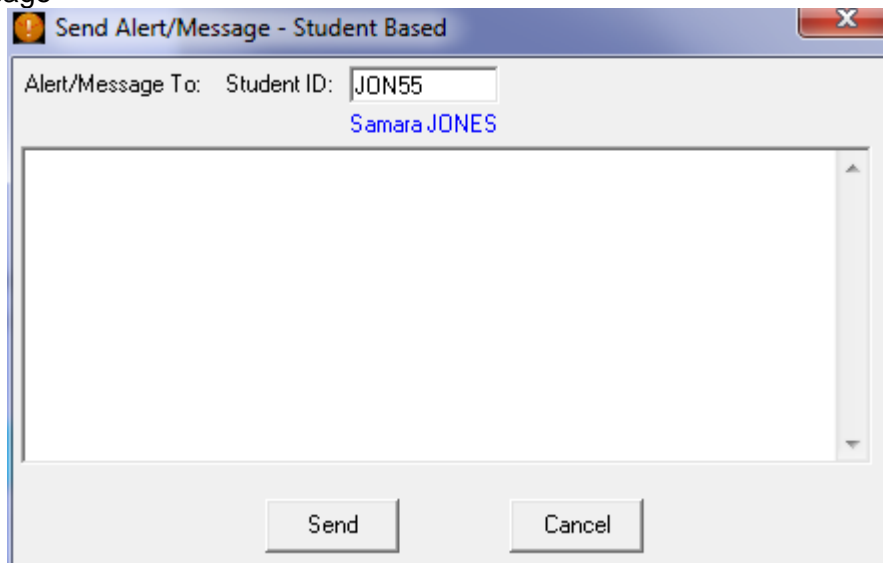 Send Alert/Message - Student Based
Alert/Message To: Student ID: JON55
Samara JONES
Send Cancel